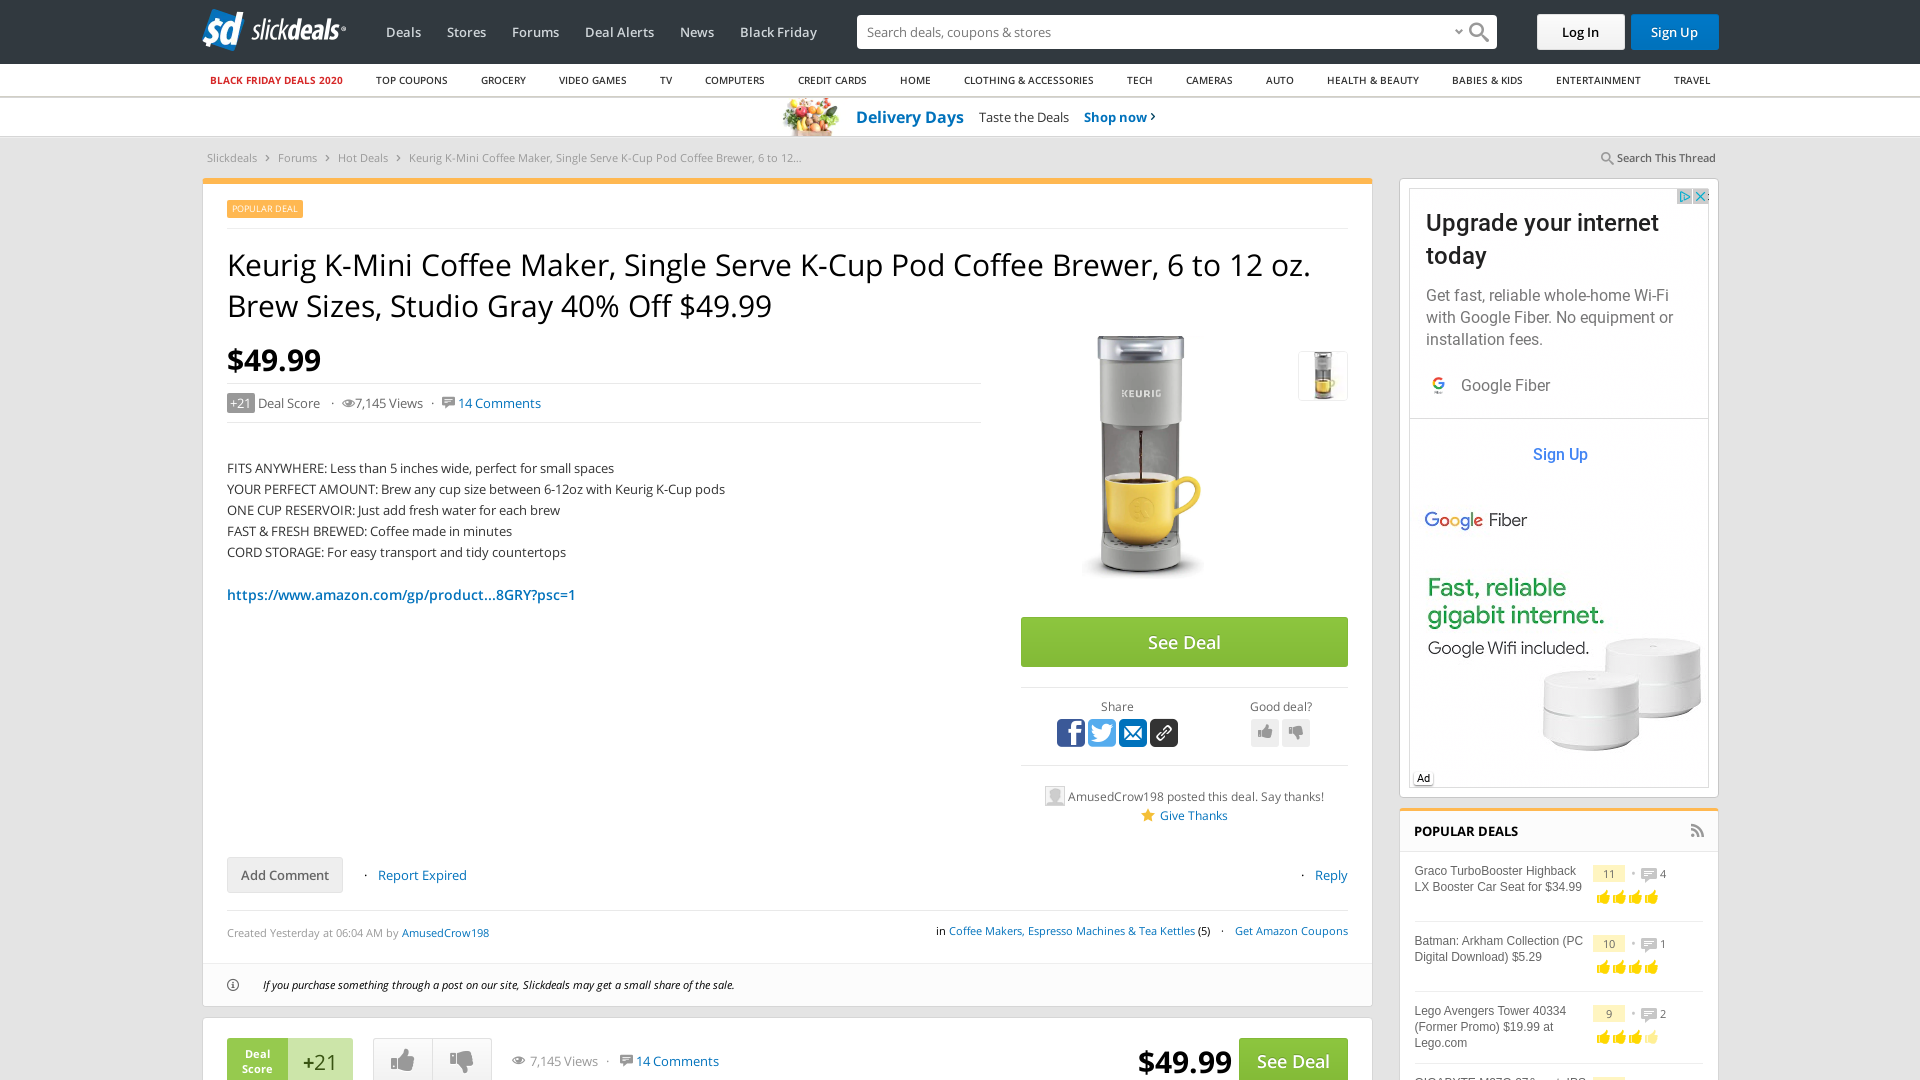 sd slickdeals
Deals Stores Forums Deal Alerts News Black Friday
Search deals, coupons & stores
Log In Sign Up
BLACK FRIDAY DEALS 2020 TOP COUPONS GROCERY VIDEO GAMES TV COMPUTERS CREDIT CARDS HOME CLOTHING & ACCESSORIES TECH CAMERAS AUTO HEALTH & BEAUTY BABIES & KIDS ENTERTAINMENT TRAVEL
Delivery Days Taste the Deals Shop now
Slickdeals › Forums › Hot Deals › Keurig K-Mini Coffee Maker, Single Serve K-Cup Pod Coffee Brewer, 6 to 12...
Search This Thread
POPULAR DEAL
Keurig K-Mini Coffee Maker, Single Serve K-Cup Pod Coffee Brewer, 6 to 12 oz.
Brew Sizes, Studio Gray 40% Off $49.99
$49.99
+21 Deal Score · 7,145 Views · 14 Comments
FITS ANYWHERE: Less than 5 inches wide, perfect for small spaces
YOUR PERFECT AMOUNT: Brew any cup size between 6-12oz with Keurig K-Cup pods
ONE CUP RESERVOIR: Just add fresh water for each brew
FAST & FRESH BREWED: Coffee made in minutes
CORD STORAGE: For easy transport and tidy countertops
https://www.amazon.com/gp/product...8GRY?psc=1
KEURIG
See Deal
Share
Good deal?
AmusedCrow198 posted this deal. Say thanks!
Give Thanks
Add Comment · Report Expired
· Reply
Created Yesterday at 06:04 AM by AmusedCrow198
in Coffee Makers, Espresso Machines & Tea Kettles (5) · Get Amazon Coupons
If you purchase something through a post on our site, Slickdeals may get a small share of the sale.
Deal
Score
+21
7,145 Views · 14 Comments
$49.99
See Deal
Upgrade your internet
today
Get fast, reliable whole-home Wi-Fi
with Google Fiber. No equipment or
installation fees.
Google Fiber
Sign Up
Google Fiber
Fast, reliable
gigabit internet.
Google Wifi included.
Ad
POPULAR DEALS
Graco TurboBooster Highback
LX Booster Car Seat for $34.99
11 · 4
Batman: Arkham Collection (PC
Digital Download) $5.29
10 · 1
Lego Avengers Tower 40334
(Former Promo) $19.99 at
Lego.com
9 · 2